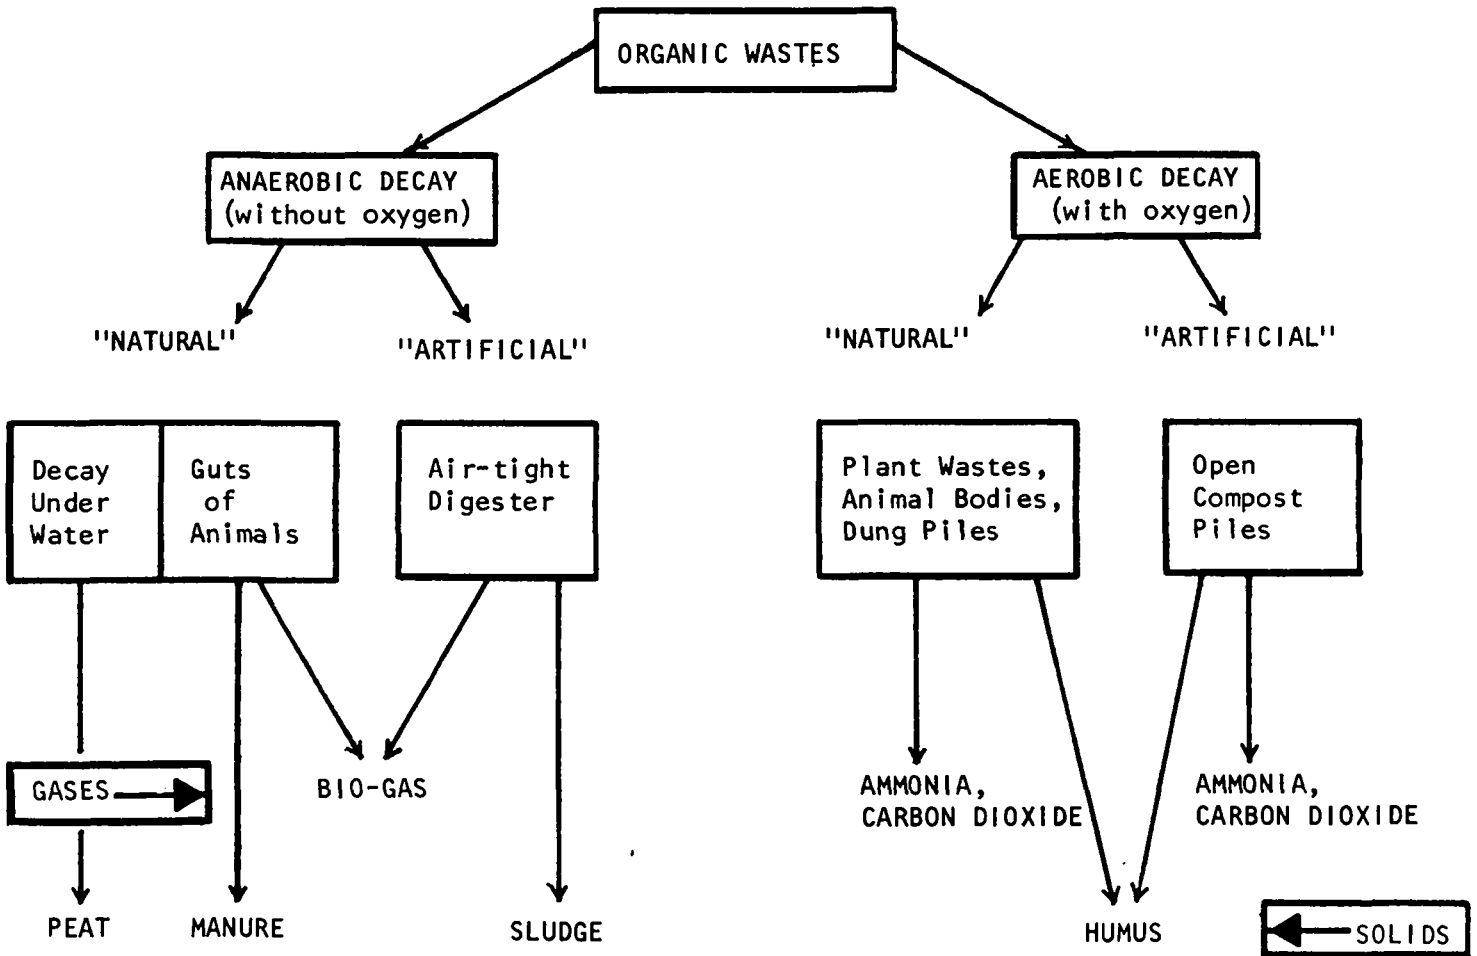 ORGANIC WASTES
ANAEROBIC DECAY
(without oxygen)
AEROBIC DECAY
(with oxygen)
"NATURAL"
"ARTIFICIAL"
"NATURAL"
"ARTIFICIAL"
Decay
Under
Water
Guts
of
Animals
Air-tight
Digester
Plant Wastes,
Animal Bodies,
Dung Piles
Open
Compost
Piles
GASES
BIO-GAS
AMMONIA,
CARBON DIOXIDE
AMMONIA,
CARBON DIOXIDE
PEAT
MANURE
SLUDGE
HUMUS
SOLIDS